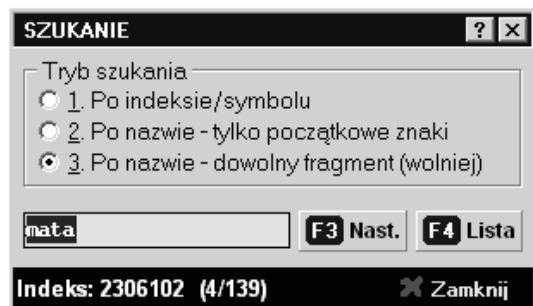 SZUKANIE ? ×
Tryb szukania
1. Po indeksie/symbolu
2. Po nazwie - tylko początkowe znaki
3. Po nazwie - dowolny fragment (wolniej)
mata F3 Nast. F4 Lista
Indeks: 2306102 (4/139) Zamknij